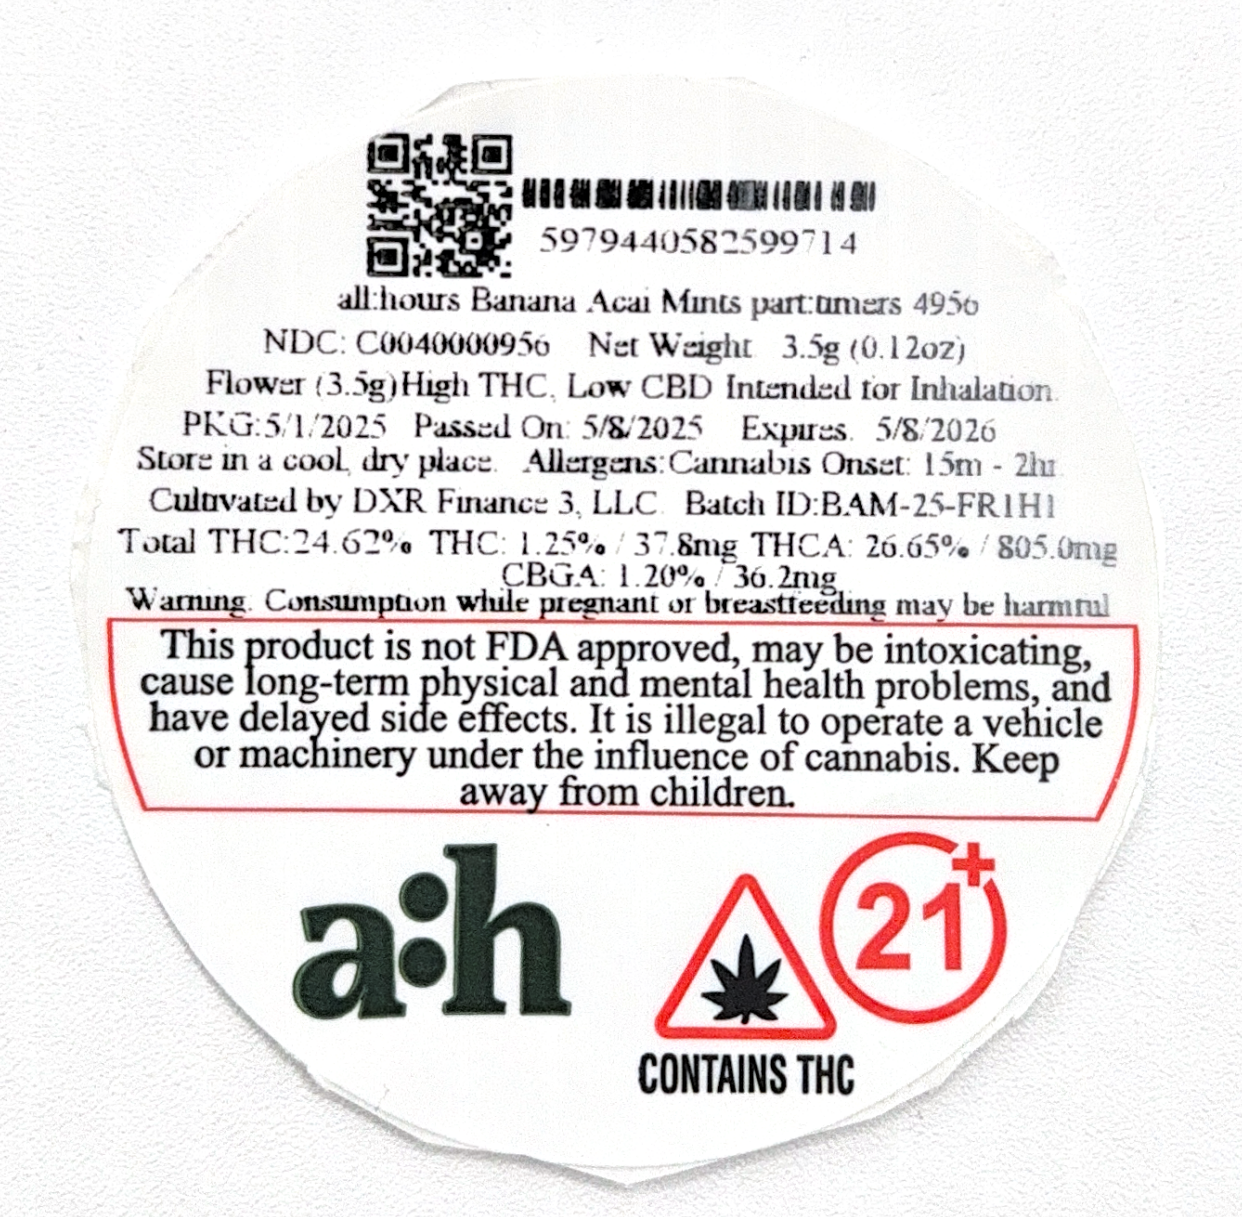 5979440582599714
all:hours Banana Acai Mints part:timers 4956
NDC: C0040000956 Net Weight 3.5g (0.12oz)
Flower (3.5g)High THC, Low CBD Intended for Inhalation.
PKG:5/1/2025 Passed On: 5/8/2025 Expires. 5/8/2026
Store in a cool, dry place. Allergens:Cannabis Onset: 15m - 2hr
Cultivated by DXR Finance 3, LLC. Batch ID:BAM-25-FR1H1
Total THC:24.62% THC: 1.25% / 37.8mg THCA: 26.65% / 805.0mg
CBGA: 1.20% / 36.2mg
Warning. Consumption while pregnant or breastfeeding may be harmful
This product is not FDA approved, may be intoxicating,
cause long-term physical and mental health problems, and
have delayed side effects. It is illegal to operate a vehicle
or machinery under the influence of cannabis. Keep
away from children.
a:h
21+
CONTAINS THC